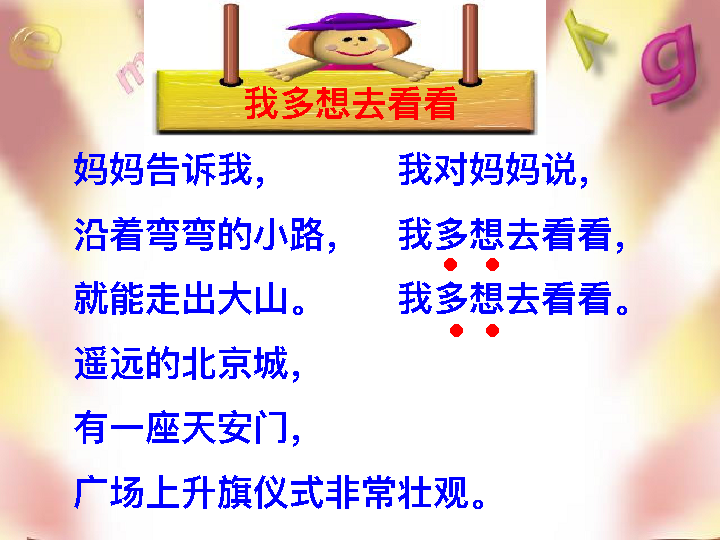 我多想去看看
妈妈告诉我，
沿着弯弯的小路，
就能走出大山。
遥远的北京城，
有一座天安门，
广场上升旗仪式非常壮观。
我对妈妈说，
我多想去看看，
我多想去看看。
e
m
y
g